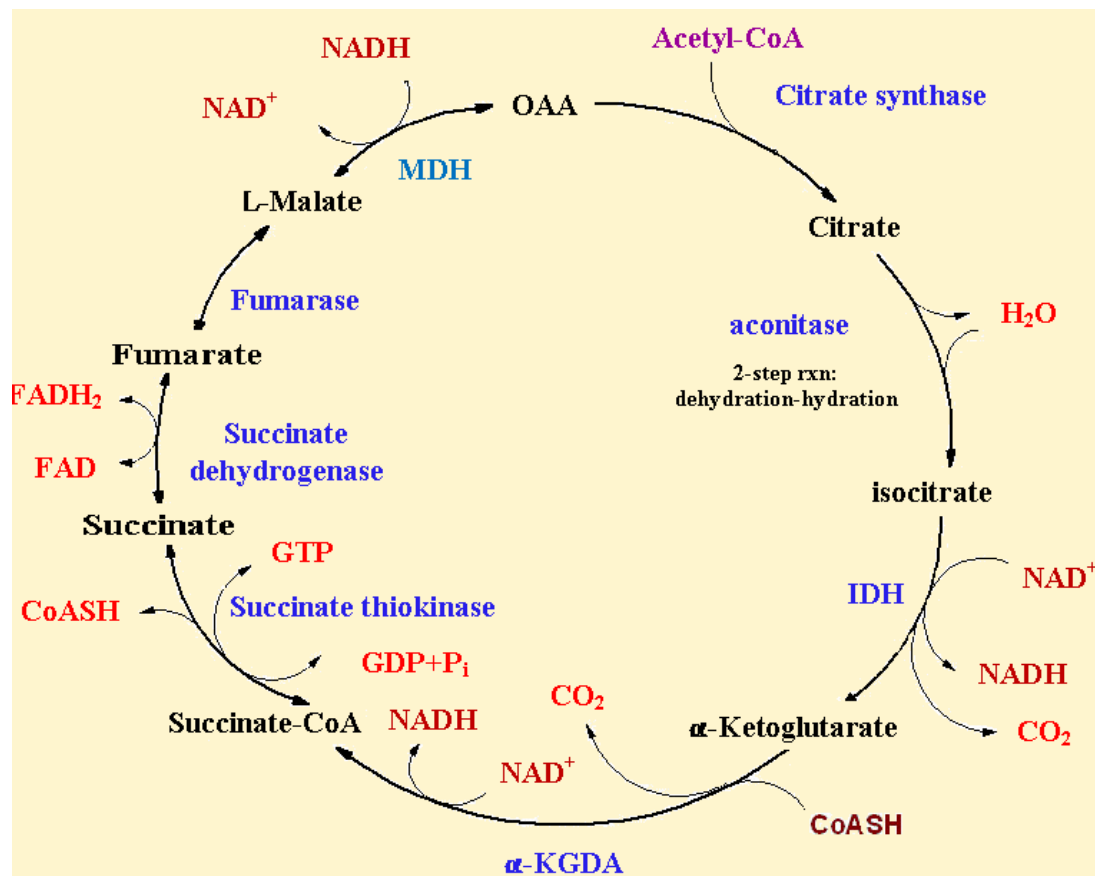 NADH
Acetyl-CoA
NAD⁺
OAA
Citrate synthase
MDH
L-Malate
Citrate
Fumarase
H₂O
aconitase
Fumarate
2-step rxn:
dehydration-hydration
FADH₂
Succinate
dehydrogenase
FAD
isocitrate
Succinate
GTP
NAD⁺
IDH
CoASH
Succinate thiokinase
GDP+Pᵢ
NADH
CO₂
Succinate-CoA
NADH
α-Ketoglutarate
CO₂
NAD⁺
CoASH
α-KGDA